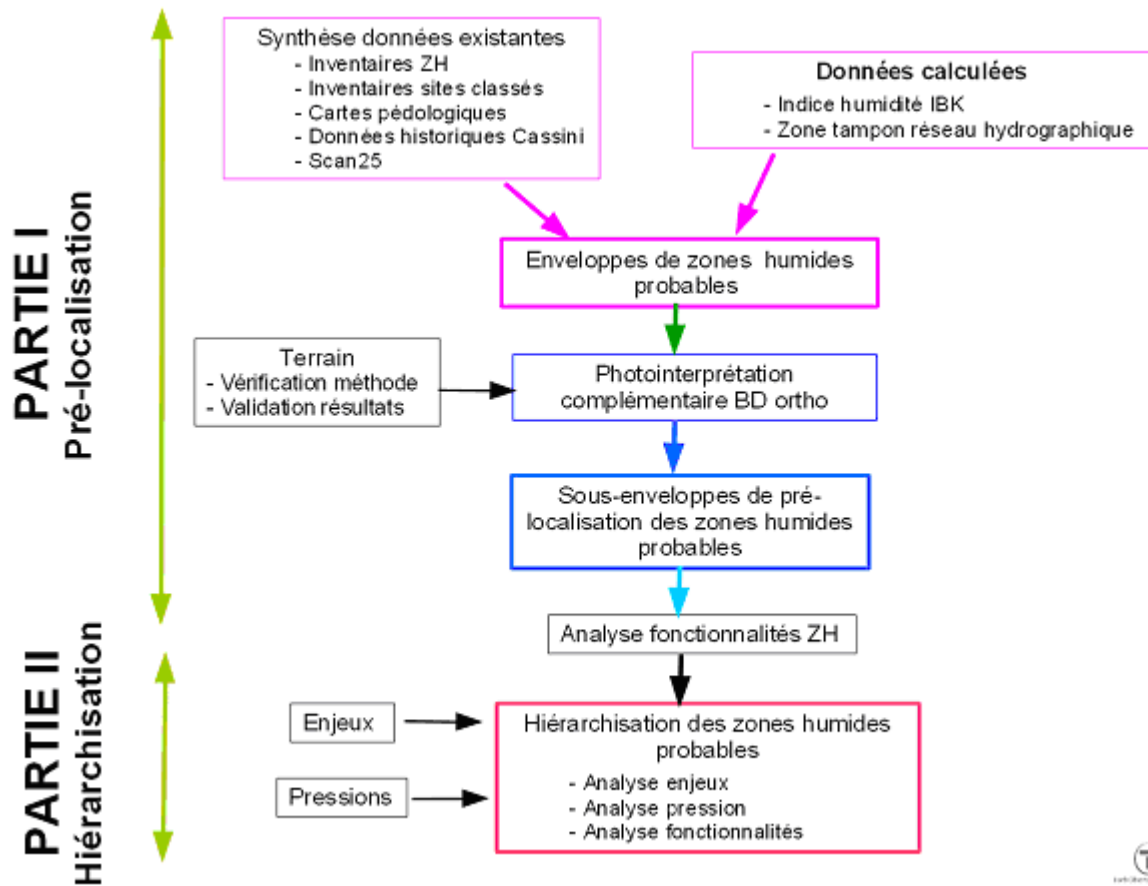 PARTIE I
Pré-localisation
Synthèse données existantes
- Inventaires ZH
- Inventaires sites classés
- Cartes pédologiques
- Données historiques Cassini
- Scan25
Données calculées
- Indice humidité IBK
- Zone tampon réseau hydrographique
Enveloppes de zones humides
probables
Terrain
- Vérification méthode
- Validation résultats
Photointerprétation
complémentaire BD ortho
Sous-enveloppes de pré-
localisation des zones humides
probables
Analyse fonctionnalités ZH
PARTIE II
Hiérarchisation
Enjeux
Pressions
Hiérarchisation des zones humides
probables
- Analyse enjeux
- Analyse pression
- Analyse fonctionnalités